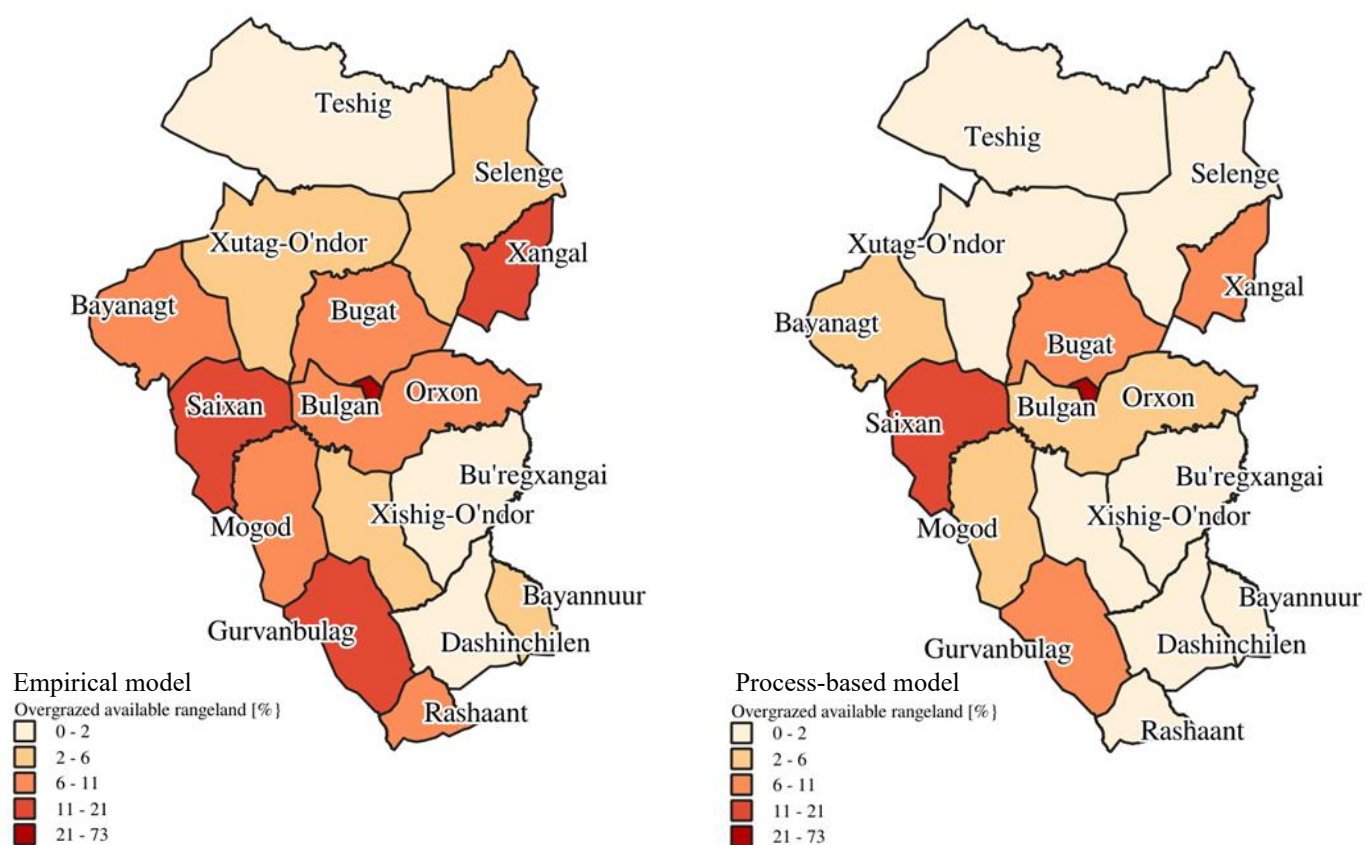 Teshig
Selenge
Xutag-O'ndor
Xangal
Bayanagt
Bugat
Saixan
Bulgan
Orxon
Bu'regxangai
Xishig-O'ndor
Mogod
Bayannuur
Gurvanbulag
Dashinchilen
Rashaant
Empirical model
Overgrazed available rangeland [%}
0 - 2
2 - 6
6 - 11
11 - 21
21 - 73
Teshig
Selenge
Xutag-O'ndor
Xangal
Bayanagt
Bugat
Saixan
Bulgan
Orxon
Bu'regxangai
Xishig-O'ndor
Mogod
Bayannuur
Gurvanbulag
Dashinchilen
Rashaant
Process-based model
Overgrazed available rangeland [%}
0 - 2
2 - 6
6 - 11
11 - 21
21 - 73